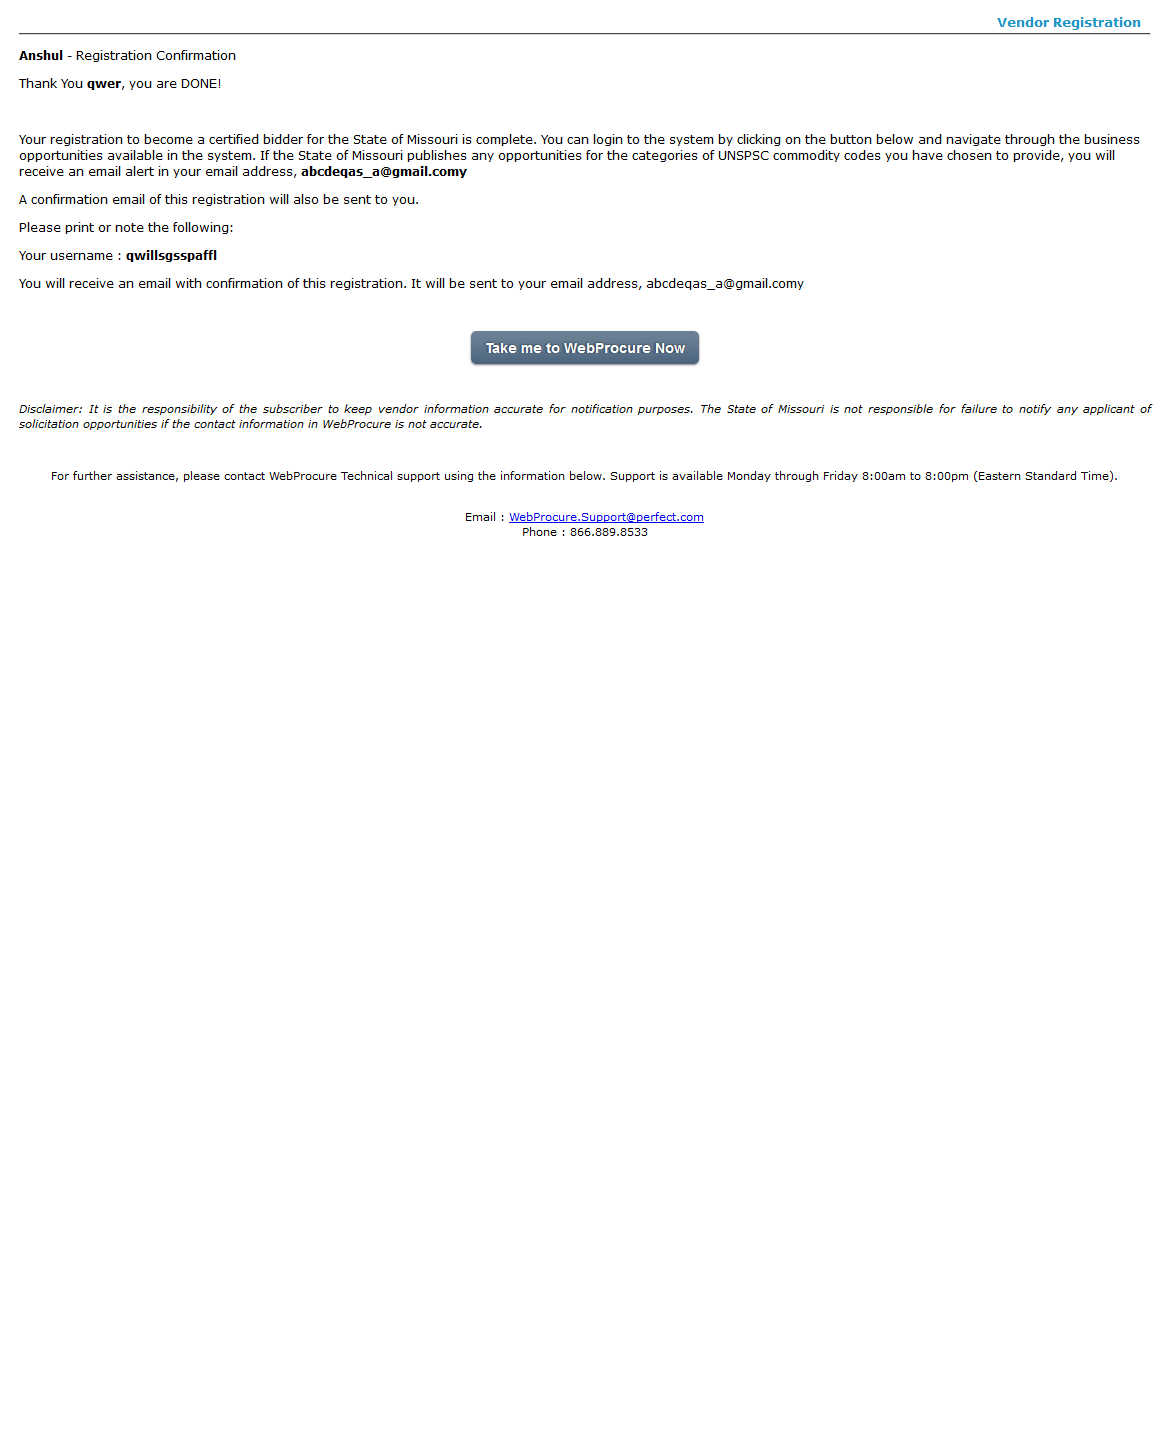 Vendor Registration
Anshul - Registration Confirmation
Thank You qwer, you are DONE!
Your registration to become a certified bidder for the State of Missouri is complete. You can login to the system by clicking on the button below and navigate through the business
opportunities available in the system. If the State of Missouri publishes any opportunities for the categories of UNSPSC commodity codes you have chosen to provide, you will
receive an email alert in your email address, abcdeqas_a@gmail.comy
A confirmation email of this registration will also be sent to you.
Please print or note the following:
Your username : qwillsgsspaffl
You will receive an email with confirmation of this registration. It will be sent to your email address, abcdeqas_a@gmail.comy
Take me to WebProcure Now
Disclaimer: It is the responsibility of the subscriber to keep vendor information accurate for notification purposes. The State of Missouri is not responsible for failure to notify any applicant of
solicitation opportunities if the contact information in WebProcure is not accurate.
For further assistance, please contact WebProcure Technical support using the information below. Support is available Monday through Friday 8:00am to 8:00pm (Eastern Standard Time).
Email : WebProcure.Support@perfect.com
Phone : 866.889.8533